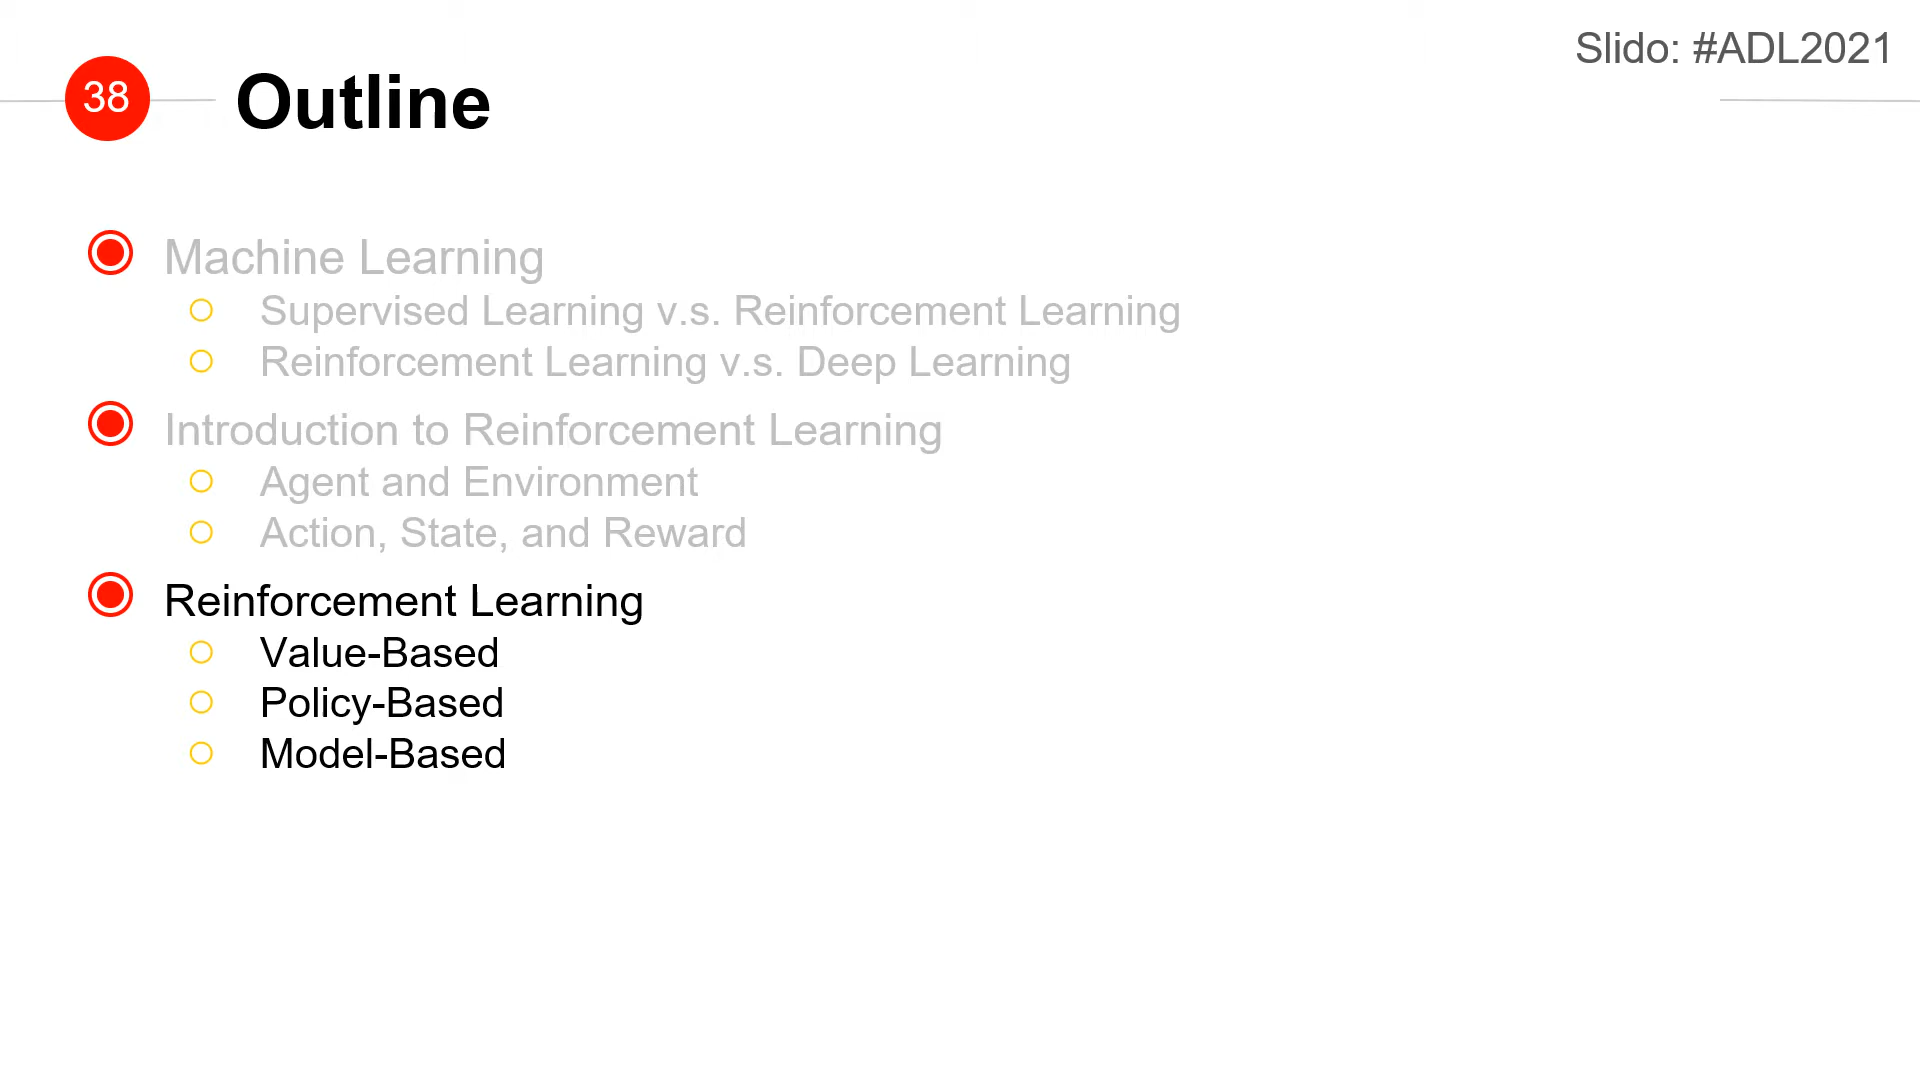 Slido: #ADL2021
38
Outline
Machine Learning
Supervised Learning v.s. Reinforcement Learning
Reinforcement Learning v.s. Deep Learning
Introduction to Reinforcement Learning
Agent and Environment
Action, State, and Reward
Reinforcement Learning
Value-Based
Policy-Based
Model-Based